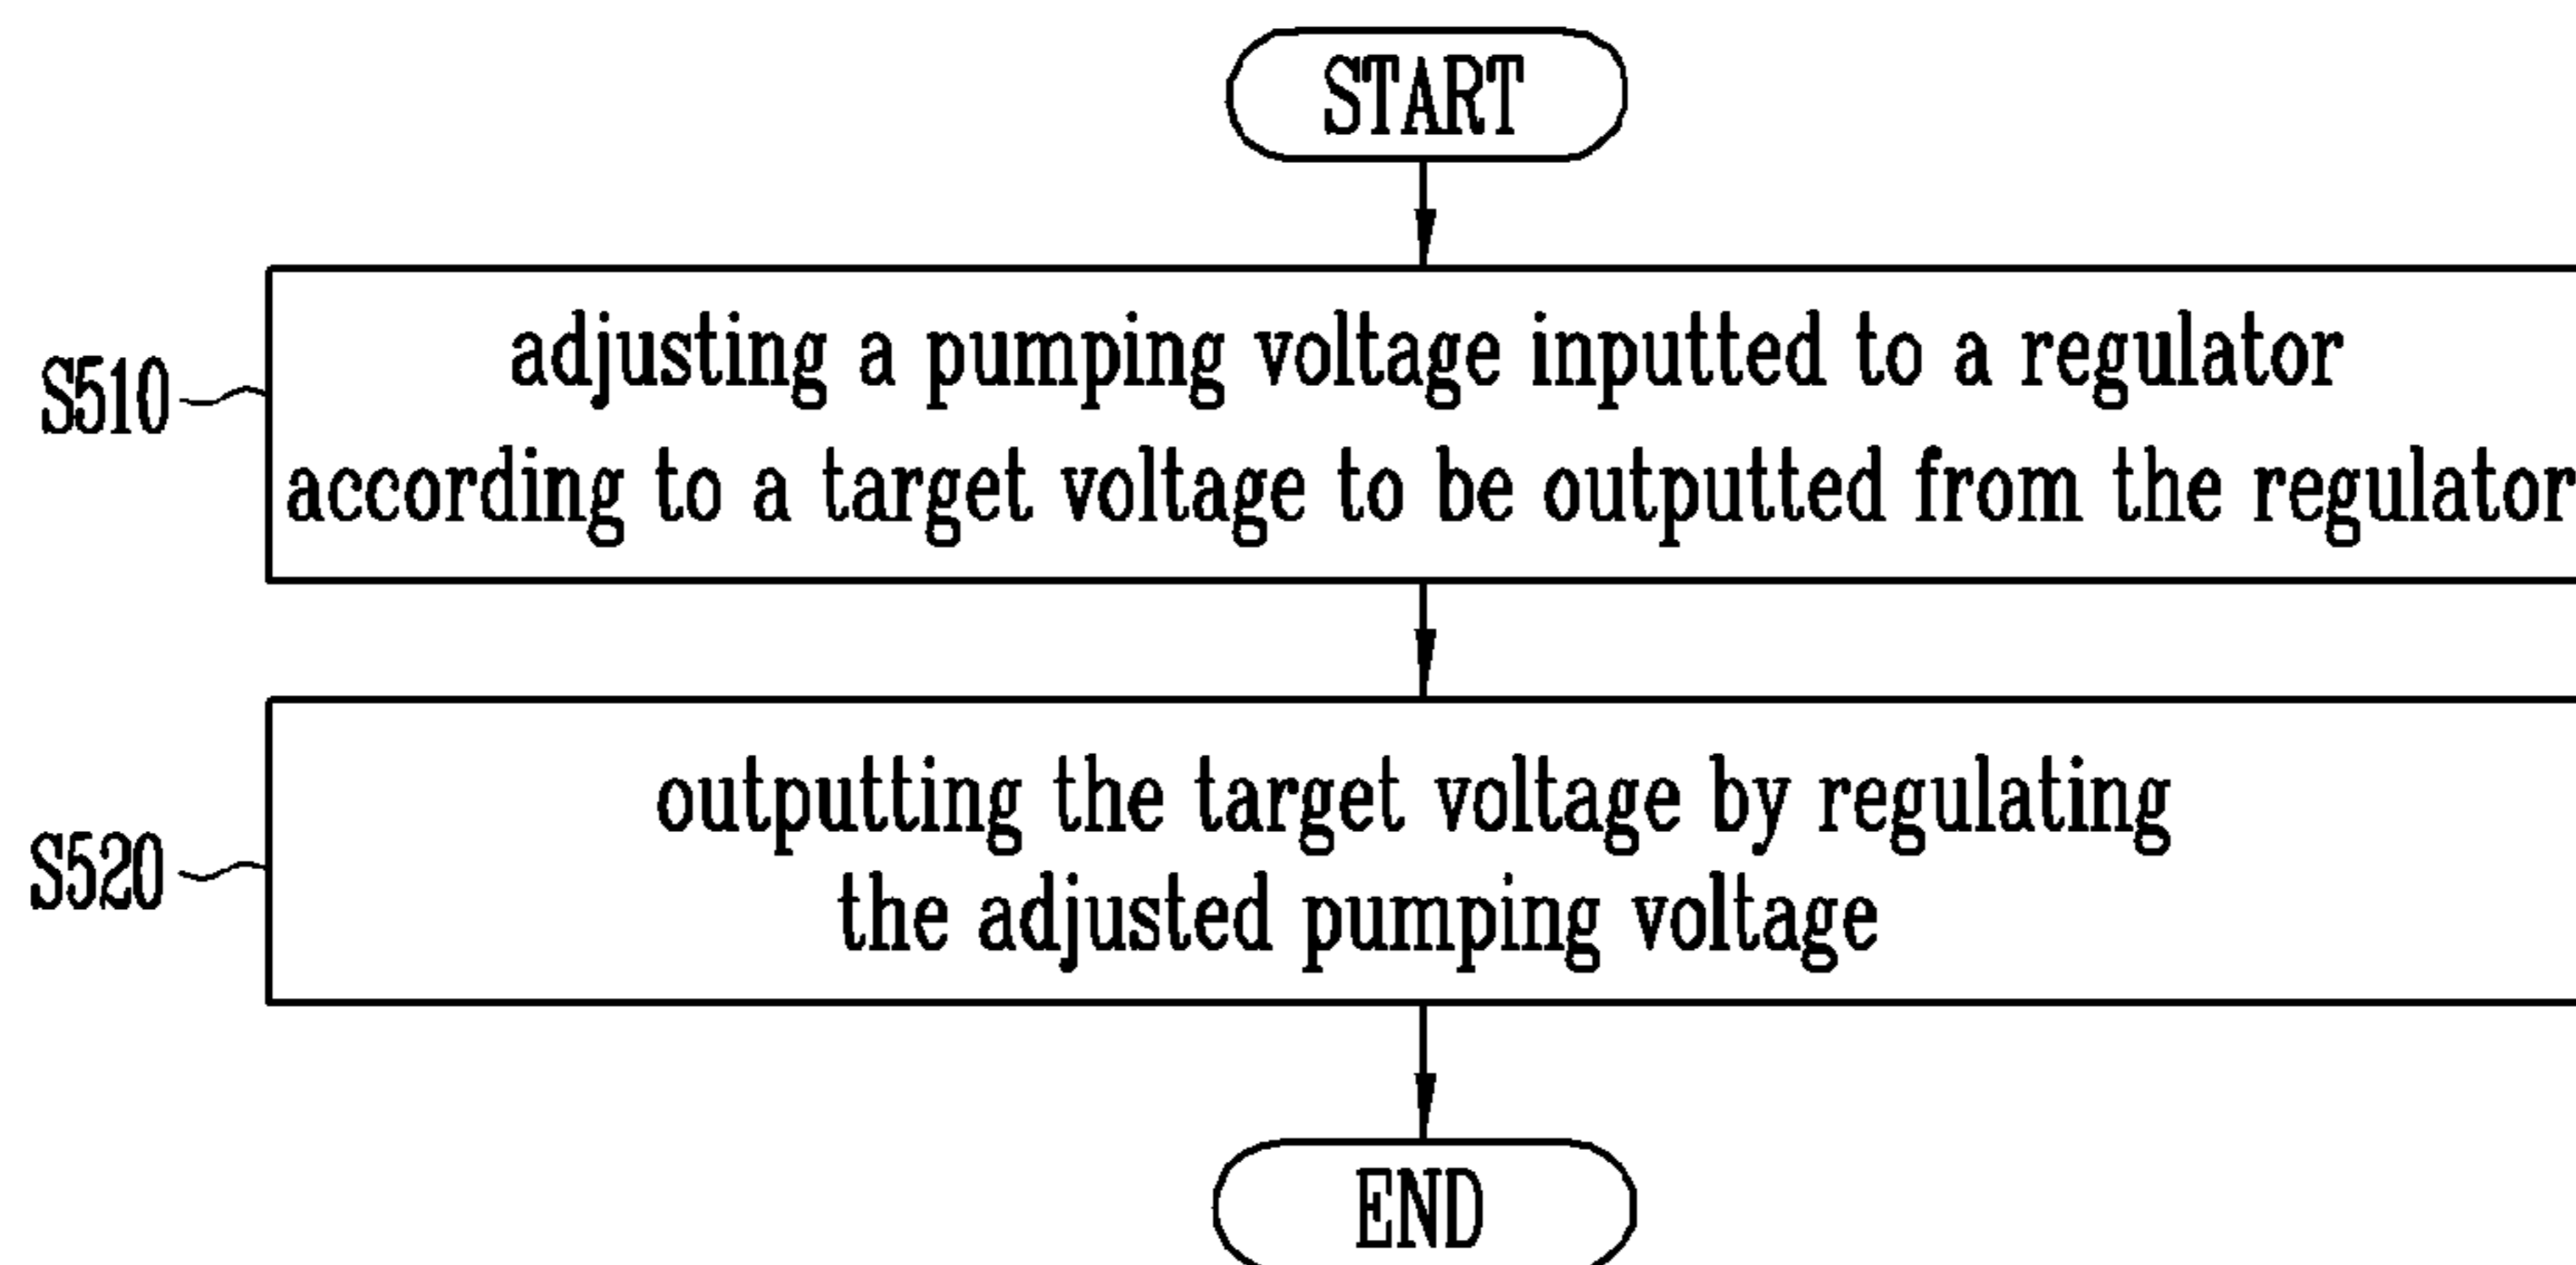 START
S510
adjusting a pumping voltage inputted to a regulator
according to a target voltage to be outputted from the regulator
S520
outputting the target voltage by regulating
the adjusted pumping voltage
END